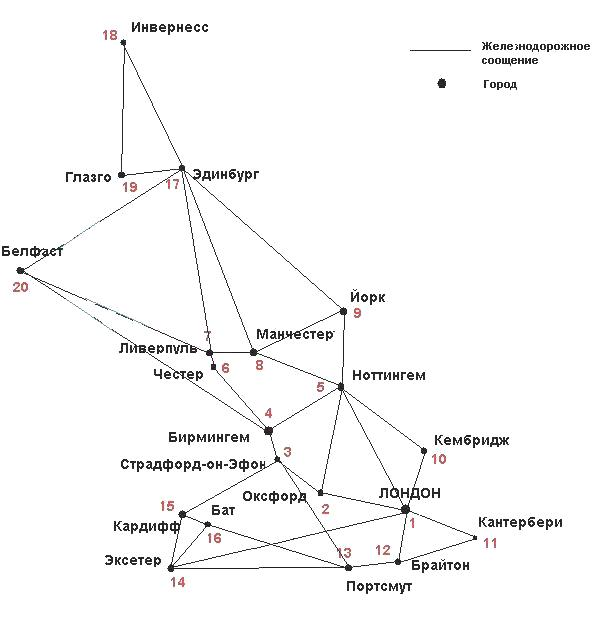 Инвернесс
18
Железнодорожное
соощение
Город
Глазго
19
17
Эдинбург
Белфаст
20
Йорк
9
7
Манчестер
Ливерпуль
8
Честер
6
5
Ноттингем
4
Бирмингем
3
Кембридж
10
Страдфорд-он-Эфон
Оксфорд
2
ЛОНДОН
1
15
Кардифф
Бат
16
Кантербери
11
Эксетер
14
13
12
Брайтон
Портсмут